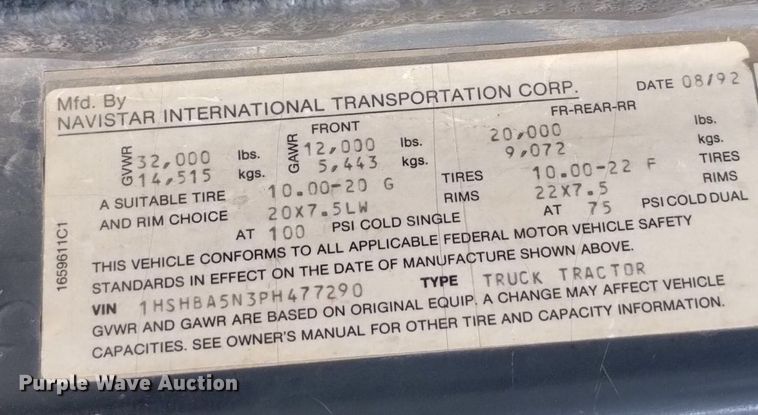 Mfd. By
NAVISTAR INTERNATIONAL TRANSPORTATION CORP. DATE 08/92
FRONT FR-REAR-RR
GVWR 32,000 lbs. GAWR 12,000 20,000 lbs.
14,515 kgs. 5,443 9,072 kgs.
A SUITABLE TIRE 10.00-20 G TIRES 10.00-22 F TIRES
AND RIM CHOICE 20X7.5LW RIMS 22X7.5 RIMS
AT 100 PSI COLD SINGLE AT 75 PSI COLD DUAL
THIS VEHICLE CONFORMS TO ALL APPLICABLE FEDERAL MOTOR VEHICLE SAFETY
STANDARDS IN EFFECT ON THE DATE OF MANUFACTURE SHOWN ABOVE.
VIN 1HSHBA5N3PH477290 TYPE TRUCK TRACTOR
GVWR AND GAWR ARE BASED ON ORIGINAL EQUIP. A CHANGE MAY AFFECT VEHICLE
CAPACITIES. SEE OWNER'S MANUAL FOR OTHER TIRE AND CAPACITY INFORMATION.
1659611C1
Purple Wave Auction